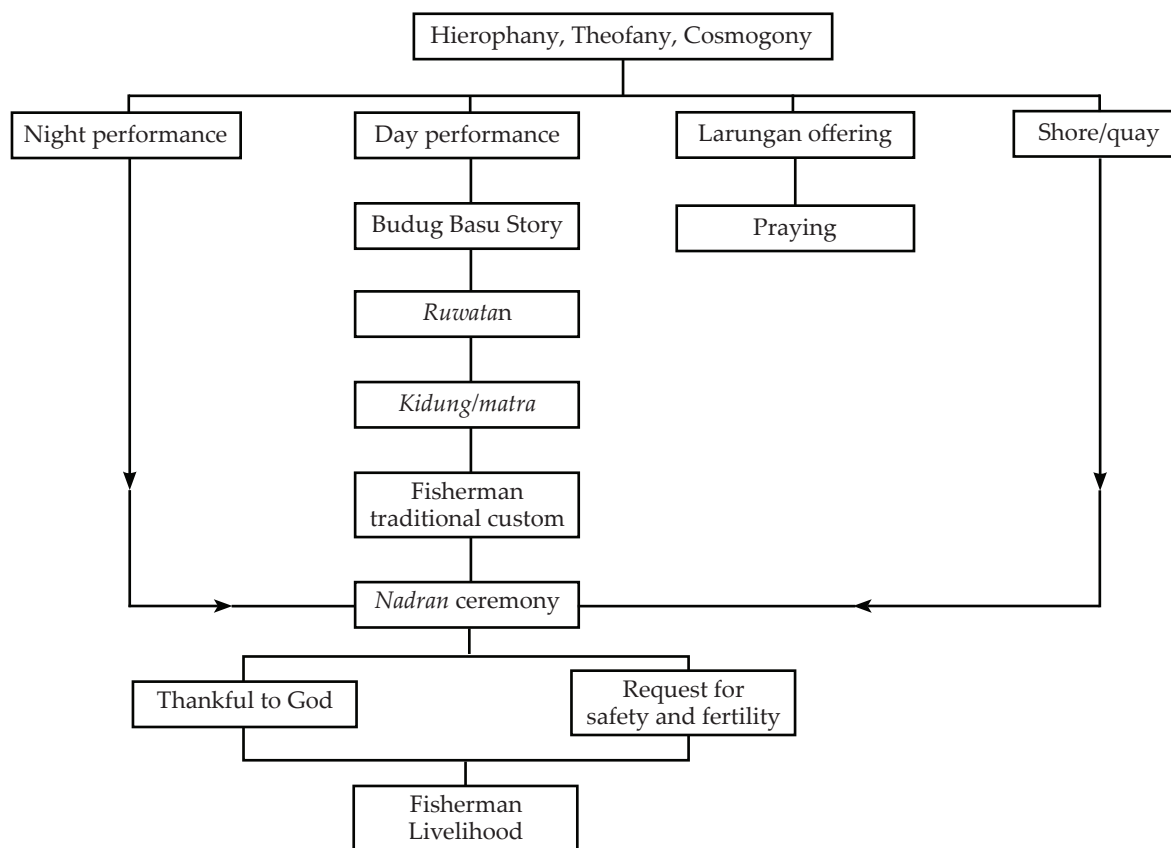 Hierophany, Theofany, Cosmogony
Night performance
Day performance
Larungan offering
Shore/quay
Budug Basu Story
Praying
Ruwatan
Kidung/matra
Fisherman
traditional custom
Nadran ceremony
Thankful to God
Request for
safety and fertility
Fisherman
Livelihood